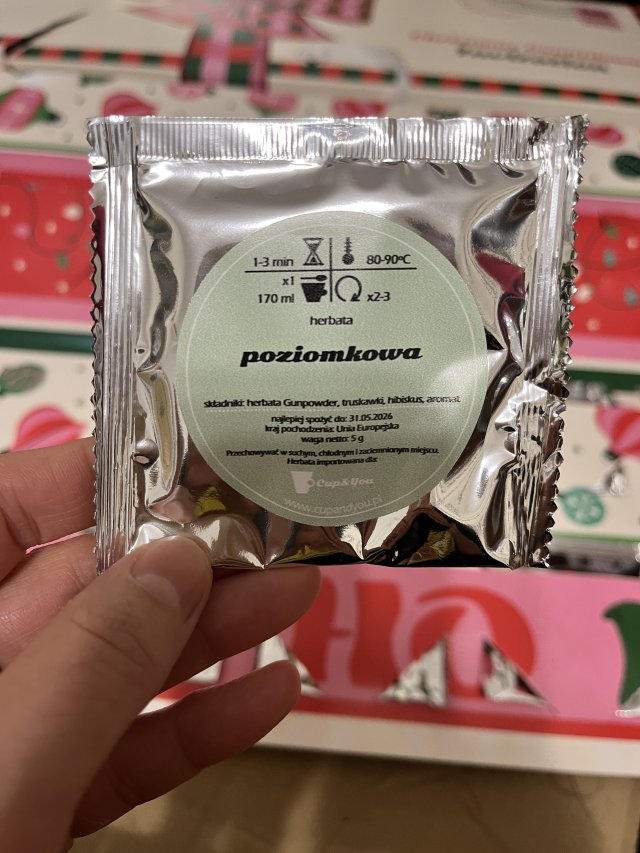 1-3 min 80-90ºC
x1
170 ml x2-3
herbata
poziomkowa
składniki: herbata Gunpowder, truskawki, hibiskus, aromat
najlepiej spożyć do: 31.05.2026
kraj pochodzenia: Unia Europejska
waga netto: 5 g
Przechowywać w suchym, chłodnym i zaciemnionym miejscu.
Herbata importowana dla:
Cup&You
www.cupandyou.pl